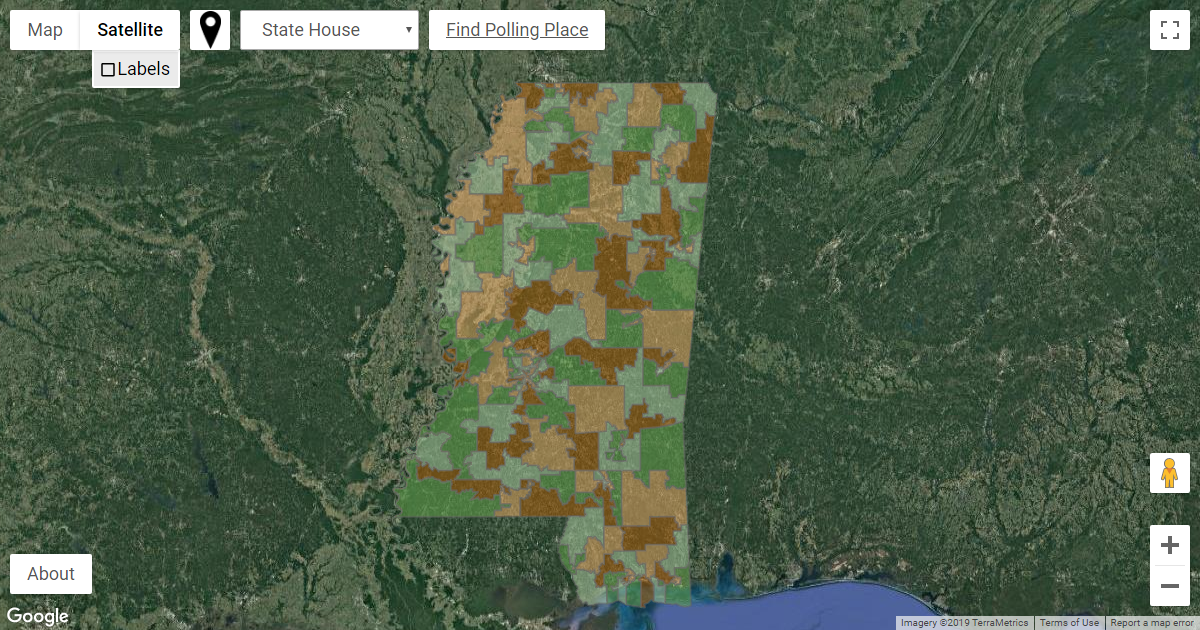 Map
Satellite
State House
Find Polling Place
Labels
About
Google
Imagery ©2019 TerraMetrics
Terms of Use
Report a map error